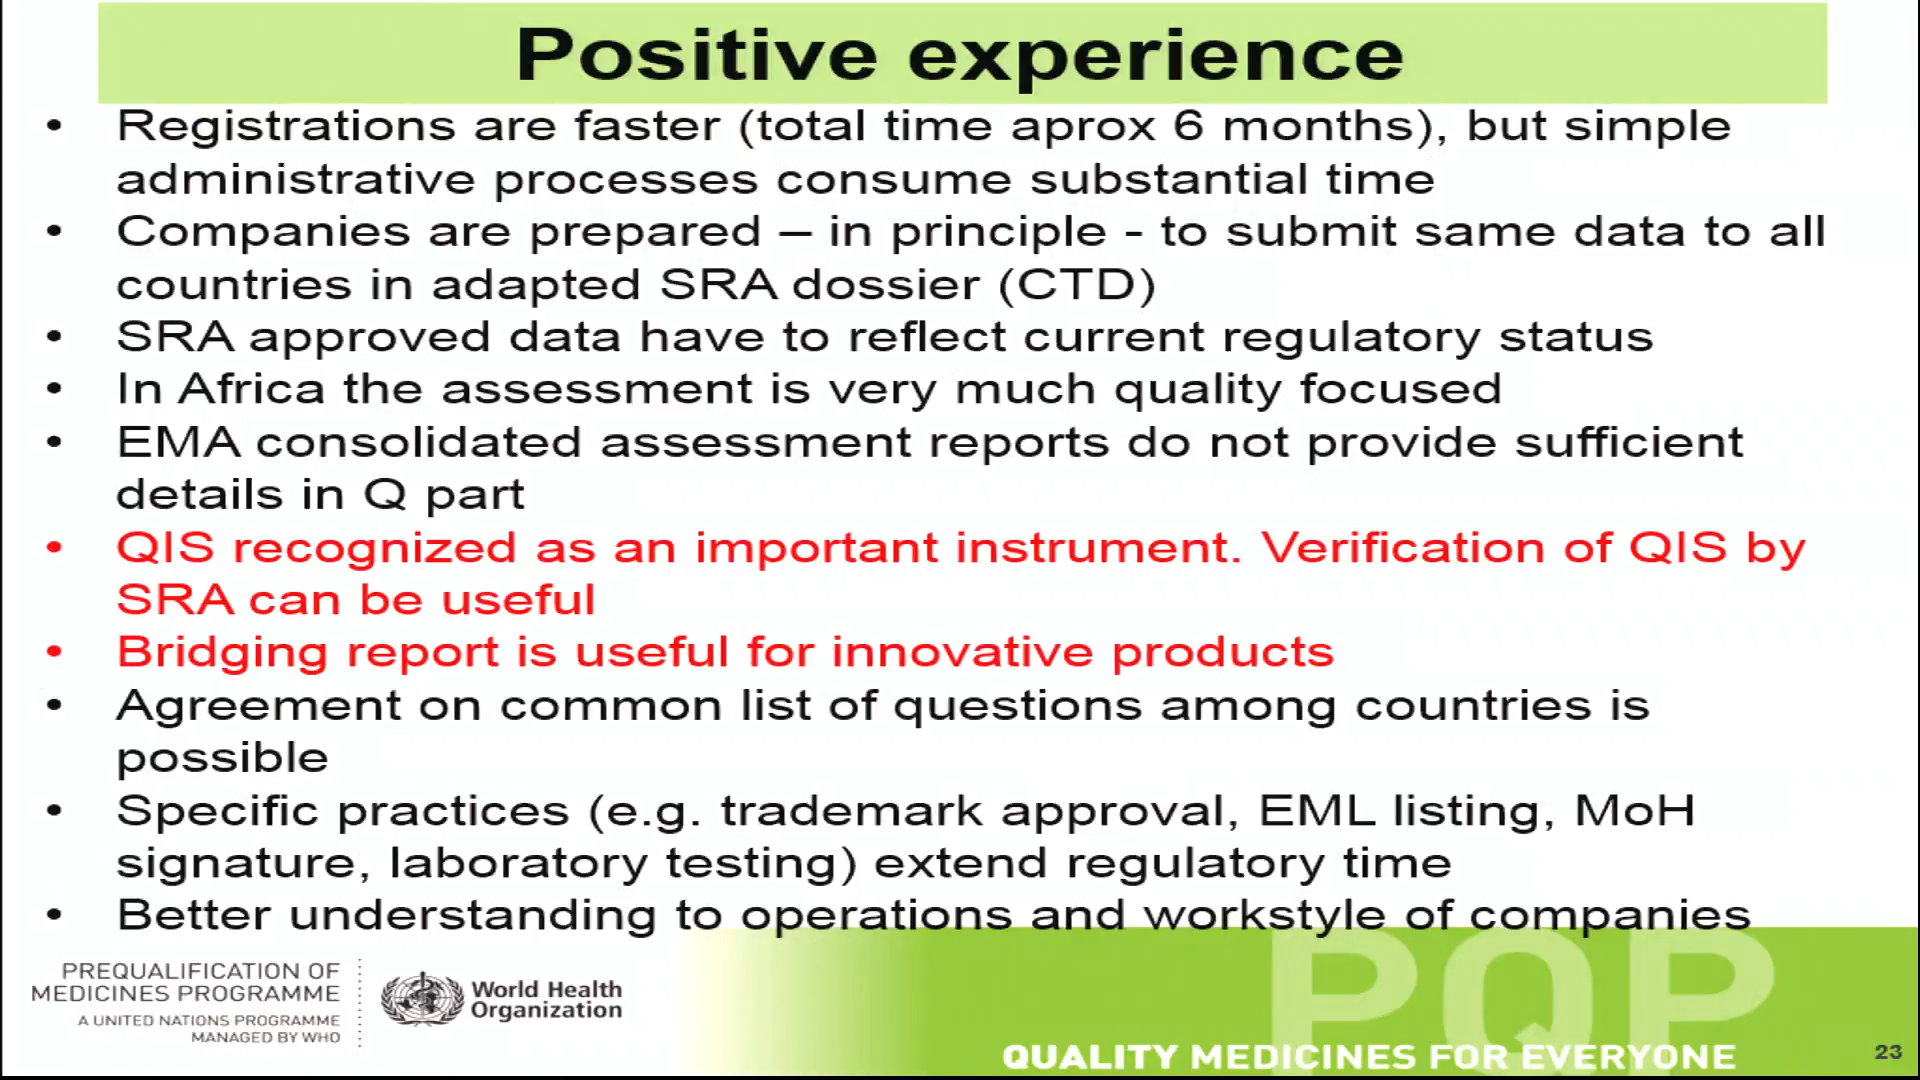 Positive experience
• Registrations are faster (total time aprox 6 months), but simple
administrative processes consume substantial time
• Companies are prepared – in principle - to submit same data to all
countries in adapted SRA dossier (CTD)
• SRA approved data have to reflect current regulatory status
• In Africa the assessment is very much quality focused
• EMA consolidated assessment reports do not provide sufficient
details in Q part
• QIS recognized as an important instrument. Verification of QIS by
SRA can be useful
• Bridging report is useful for innovative products
• Agreement on common list of questions among countries is
possible
• Specific practices (e.g. trademark approval, EML listing, MoH
signature, laboratory testing) extend regulatory time
• Better understanding to operations and workstyle of companies
PREQUALIFICATION OF
MEDICINES PROGRAMME
A UNITED NATIONS PROGRAMME
MANAGED BY WHO
World Health
Organization
PQP
QUALITY MEDICINES FOR EVERYONE
23